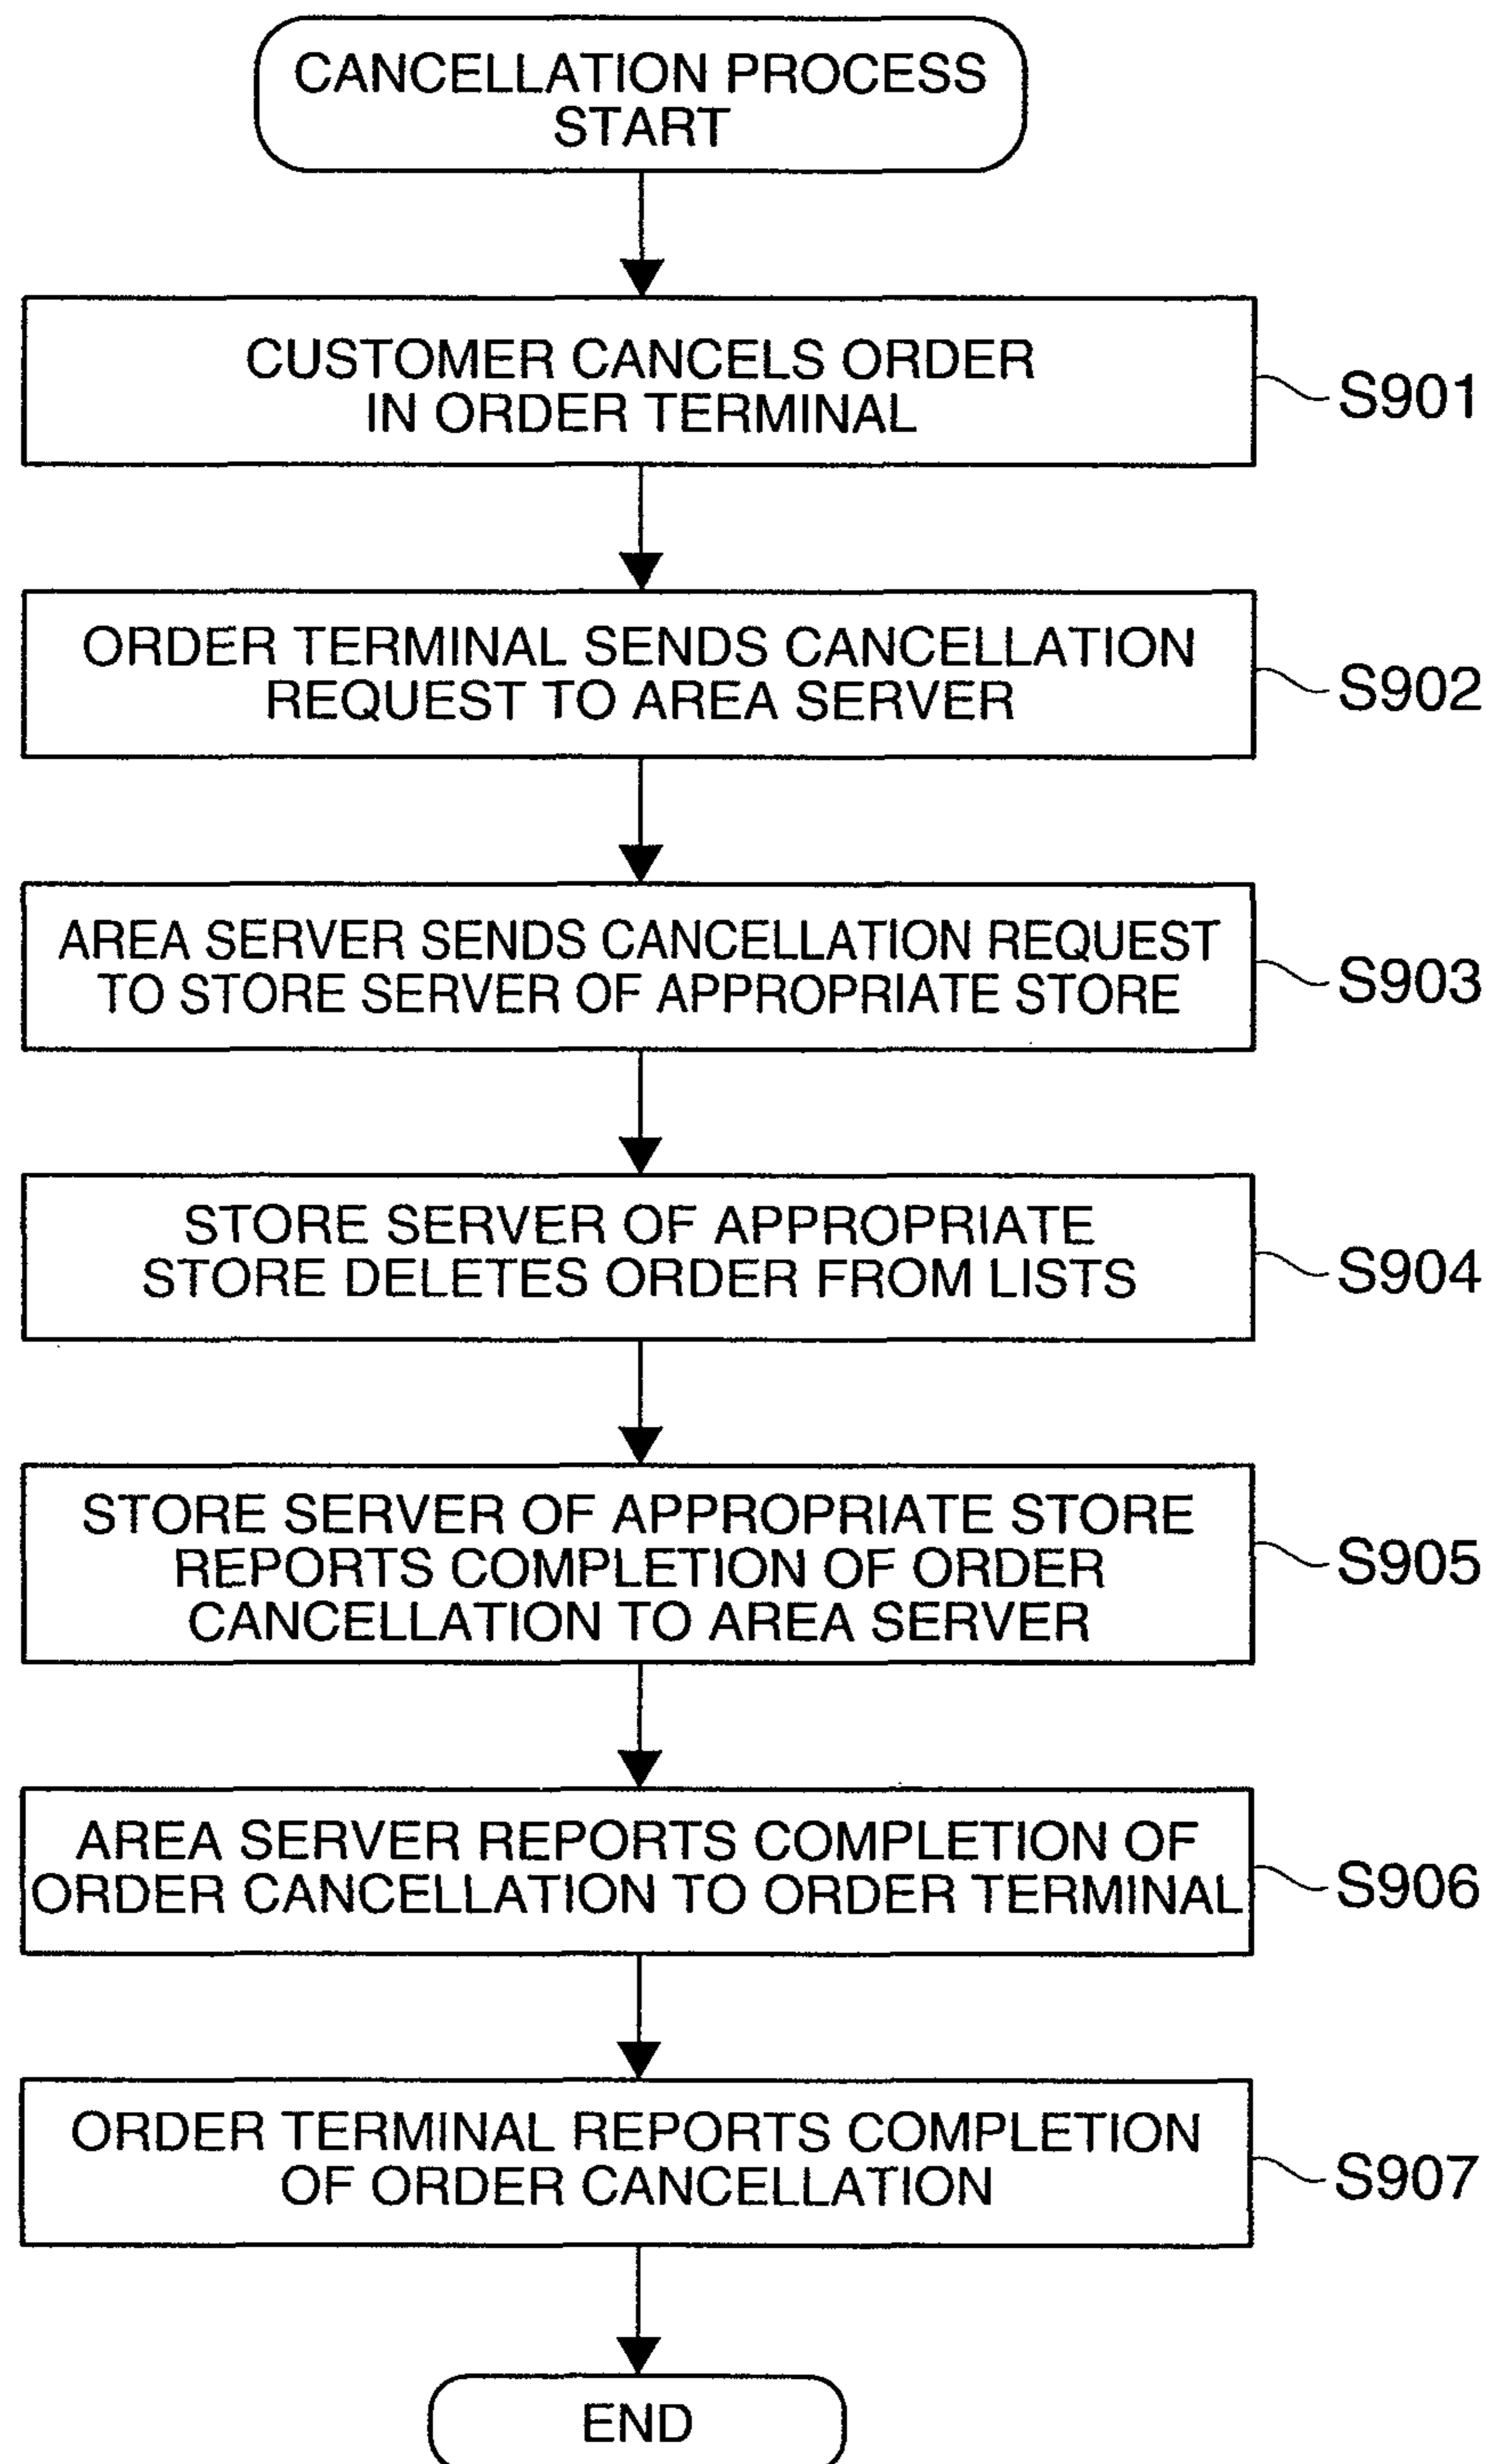 CANCELLATION PROCESS
START
CUSTOMER CANCELS ORDER
IN ORDER TERMINAL
S901
ORDER TERMINAL SENDS CANCELLATION
REQUEST TO AREA SERVER
S902
AREA SERVER SENDS CANCELLATION REQUEST
TO STORE SERVER OF APPROPRIATE STORE
S903
STORE SERVER OF APPROPRIATE
STORE DELETES ORDER FROM LISTS
S904
STORE SERVER OF APPROPRIATE STORE
REPORTS COMPLETION OF ORDER
CANCELLATION TO AREA SERVER
S905
AREA SERVER REPORTS COMPLETION OF
ORDER CANCELLATION TO ORDER TERMINAL
S906
ORDER TERMINAL REPORTS COMPLETION
OF ORDER CANCELLATION
S907
END